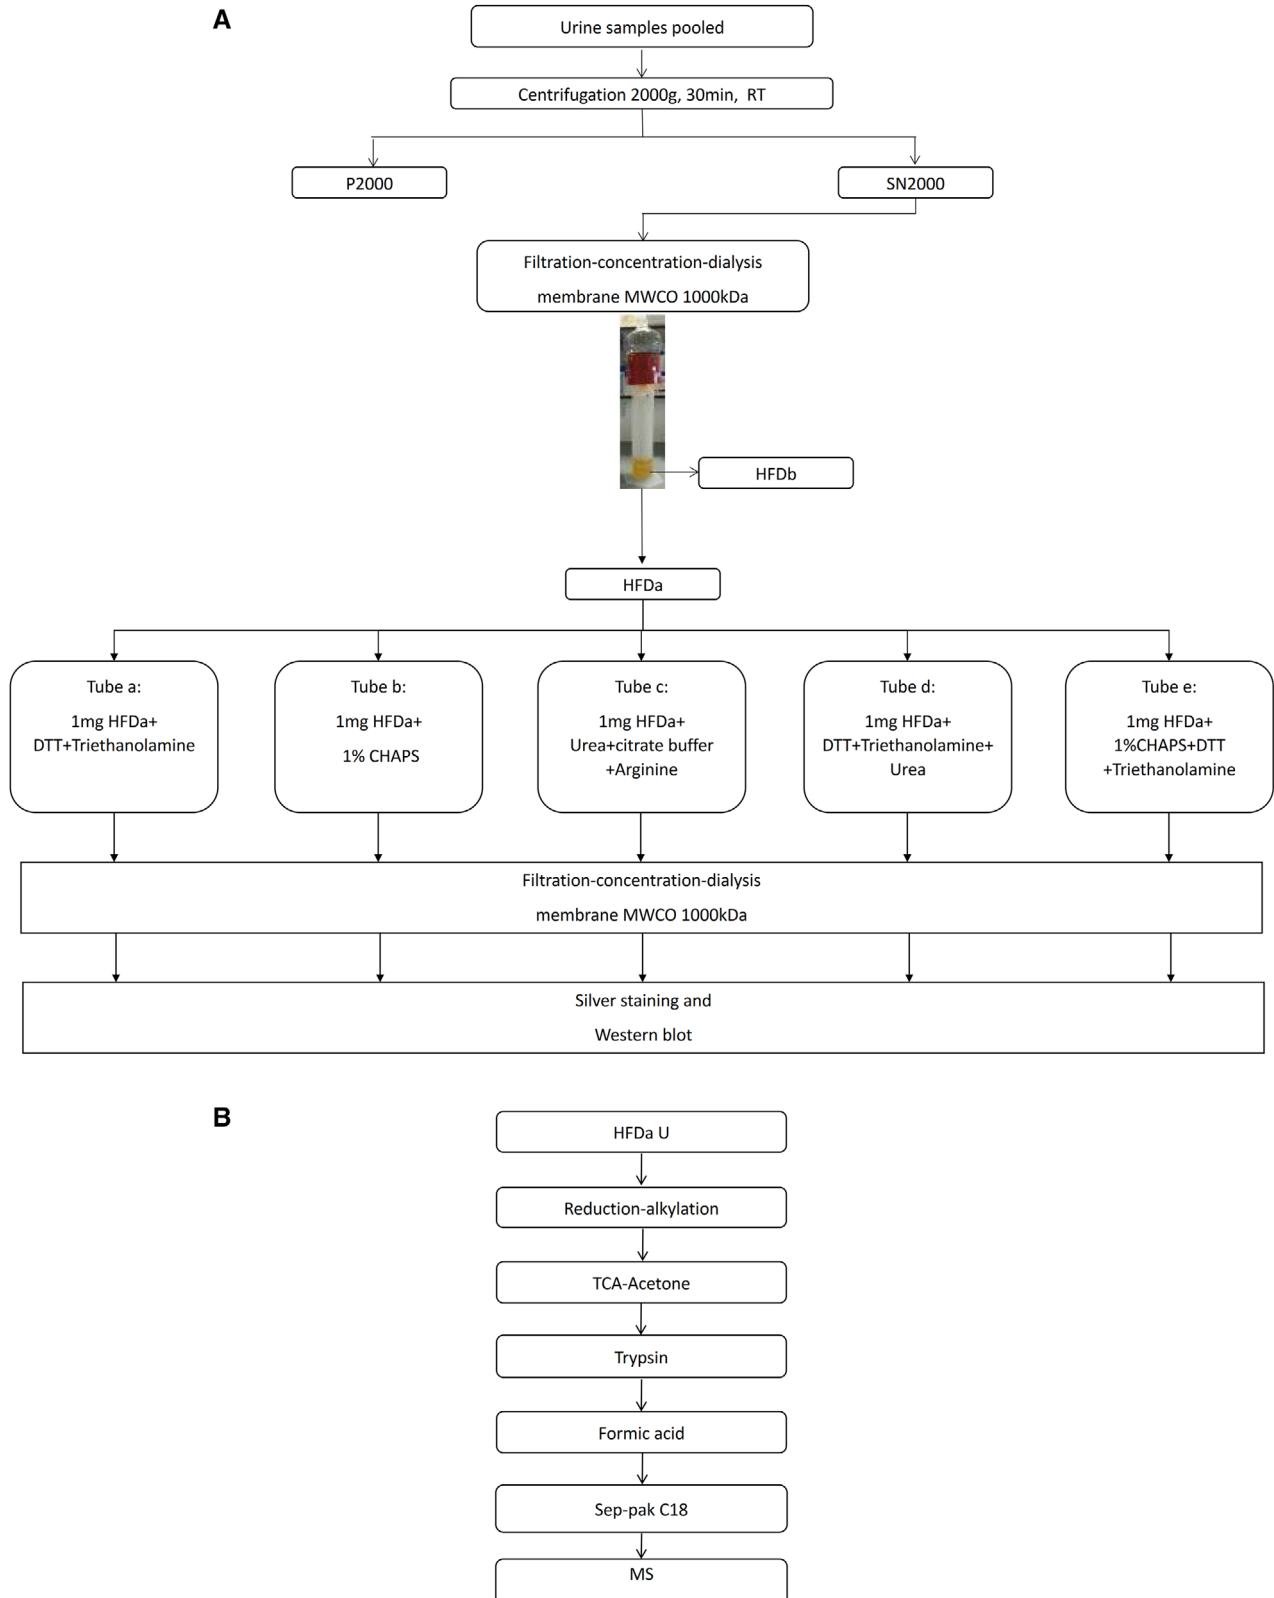 A
Urine samples pooled
Centrifugation 2000g, 30min, RT
P2000
SN2000
Filtration-concentration-dialysis
membrane MWCO 1000kDa
HFDb
HFDa
Tube a:
1mg HFDa+
DTT+Triethanolamine
Tube b:
1mg HFDa+
1% CHAPS
Tube c:
1mg HFDa+
Urea+citrate buffer
+Arginine
Tube d:
1mg HFDa+
DTT+Triethanolamine+
Urea
Tube e:
1mg HFDa+
1%CHAPS+DTT
+Triethanolamine
Filtration-concentration-dialysis
membrane MWCO 1000kDa
Silver staining and
Western blot
B
HFDa U
Reduction-alkylation
TCA-Acetone
Trypsin
Formic acid
Sep-pak C18
MS